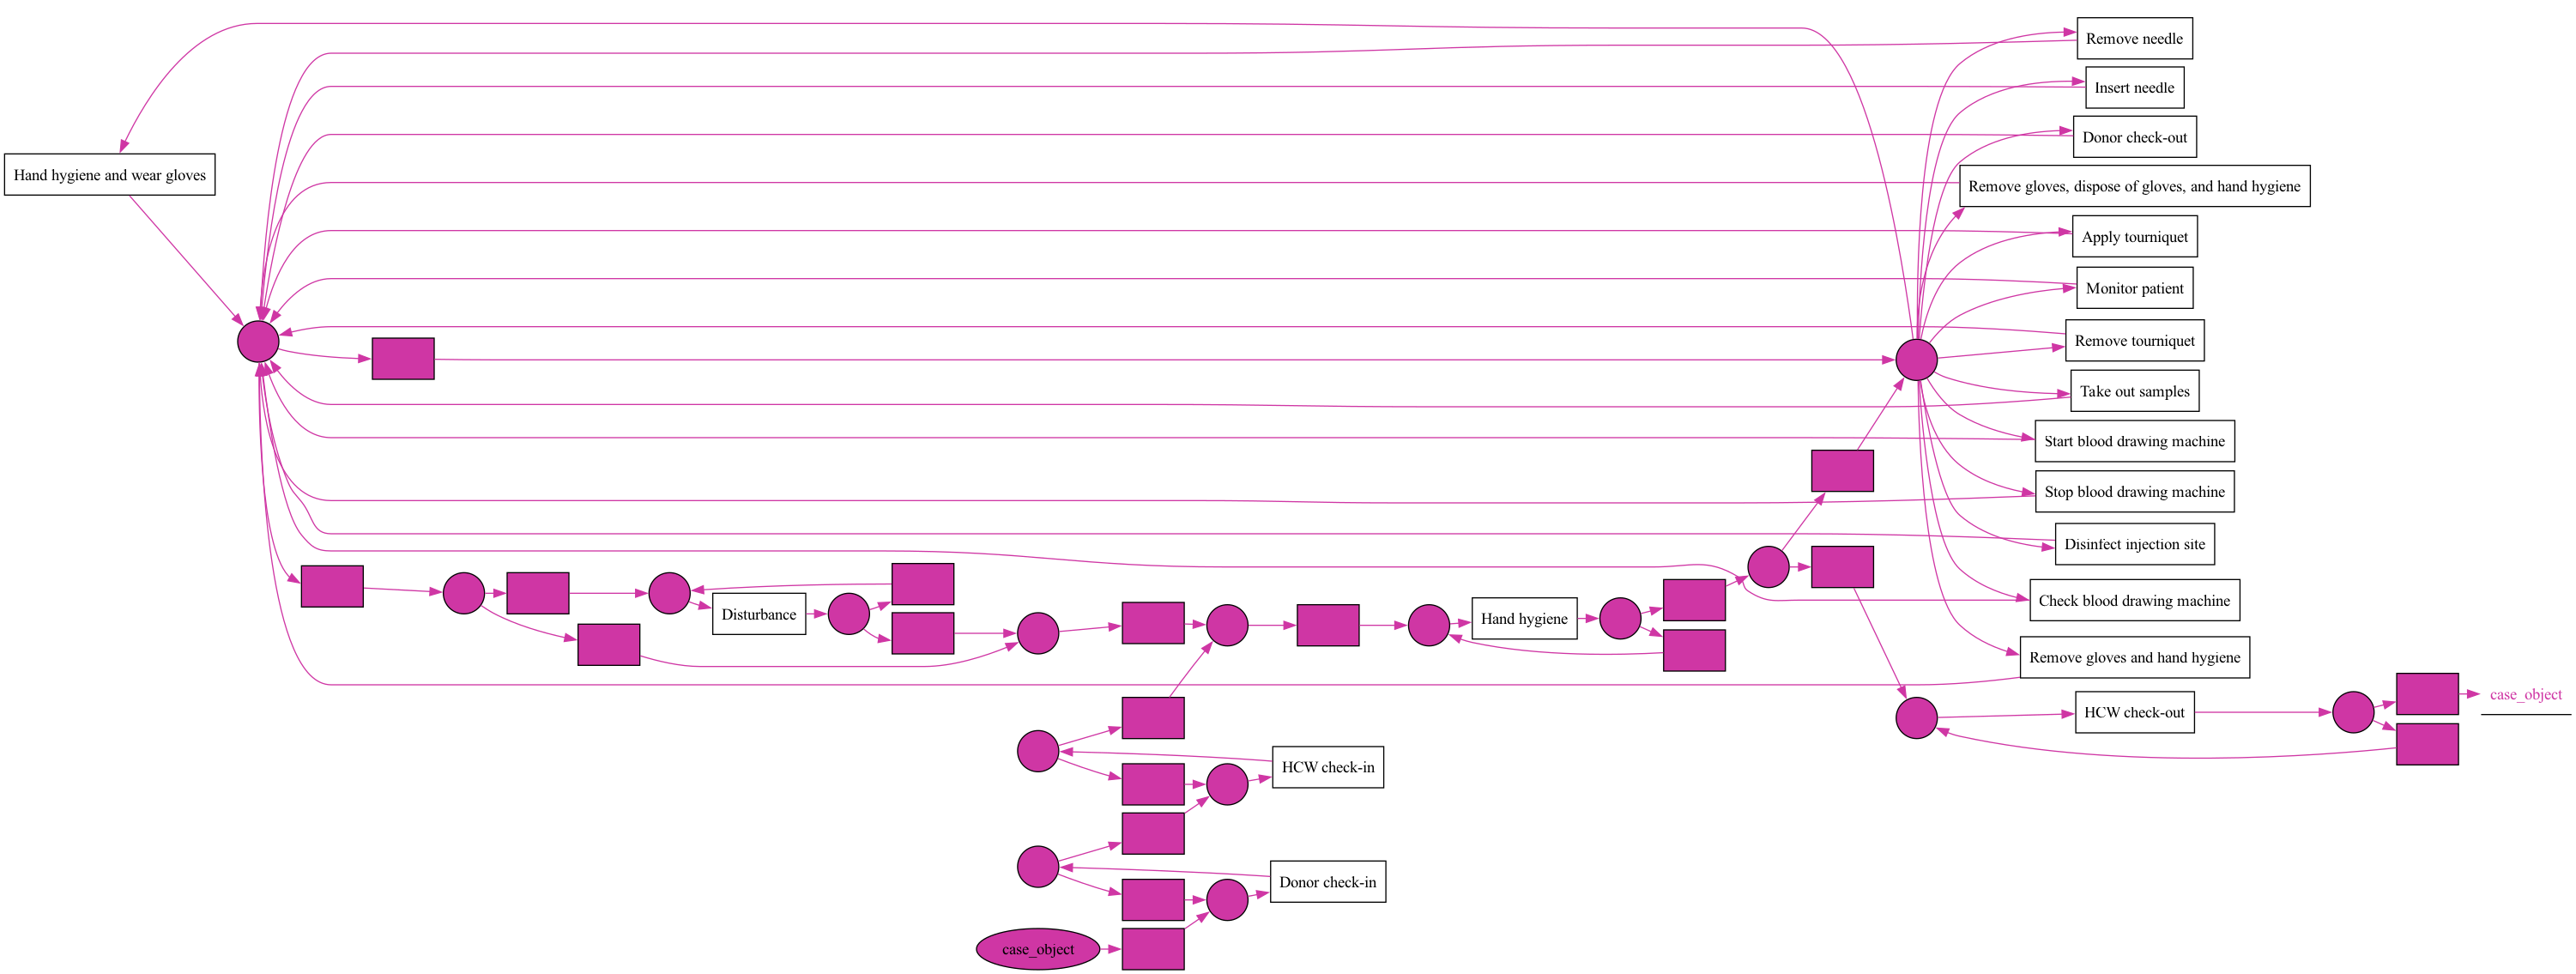 Remove needle
Insert needle
Donor check-out
Hand hygiene and wear gloves
Remove gloves, dispose of gloves, and hand hygiene
Apply tourniquet
Monitor patient
Remove tourniquet
Take out samples
Start blood drawing machine
Stop blood drawing machine
Disinfect injection site
Check blood drawing machine
Disturbance
Hand hygiene
Remove gloves and hand hygiene
case_object
HCW check-out
HCW check-in
Donor check-in
case_object